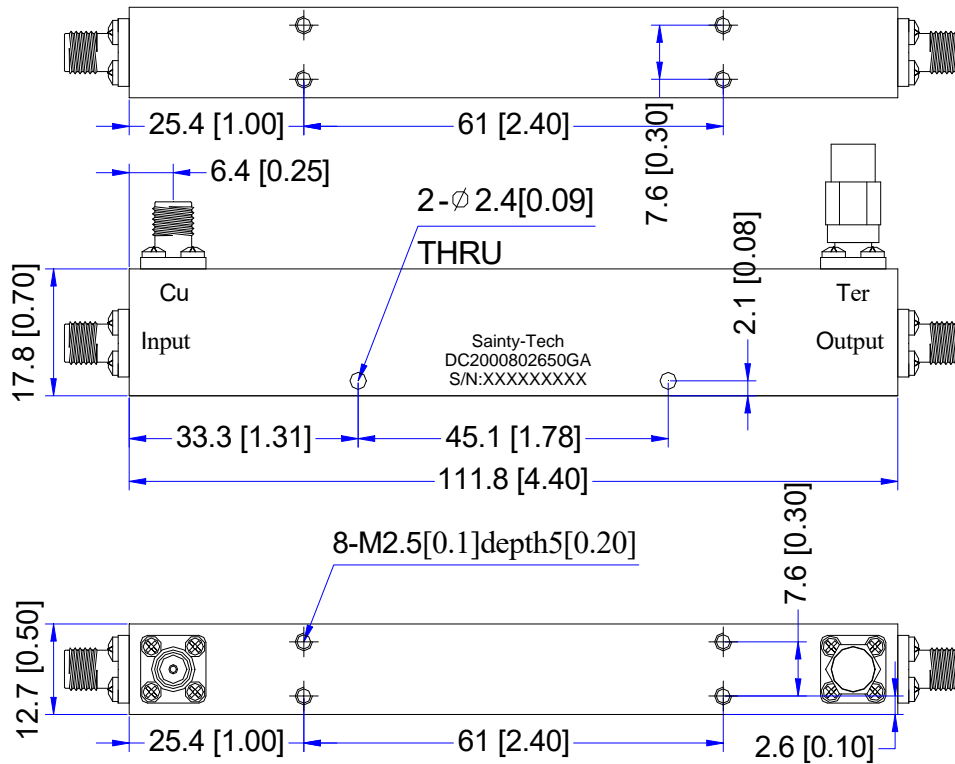 25.4 [1.00]
61 [2.40]
7.6 [0.30]
6.4 [0.25]
2-⌀2.4[0.09]
THRU
2.1 [0.08]
17.8 [0.70]
Cu
Ter
Input
Output
Sainty-Tech
DC2000802650GA
S/N:XXXXXXXXX
33.3 [1.31]
45.1 [1.78]
111.8 [4.40]
8-M2.5[0.1]depth5[0.20]
7.6 [0.30]
12.7 [0.50]
25.4 [1.00]
61 [2.40]
2.6 [0.10]